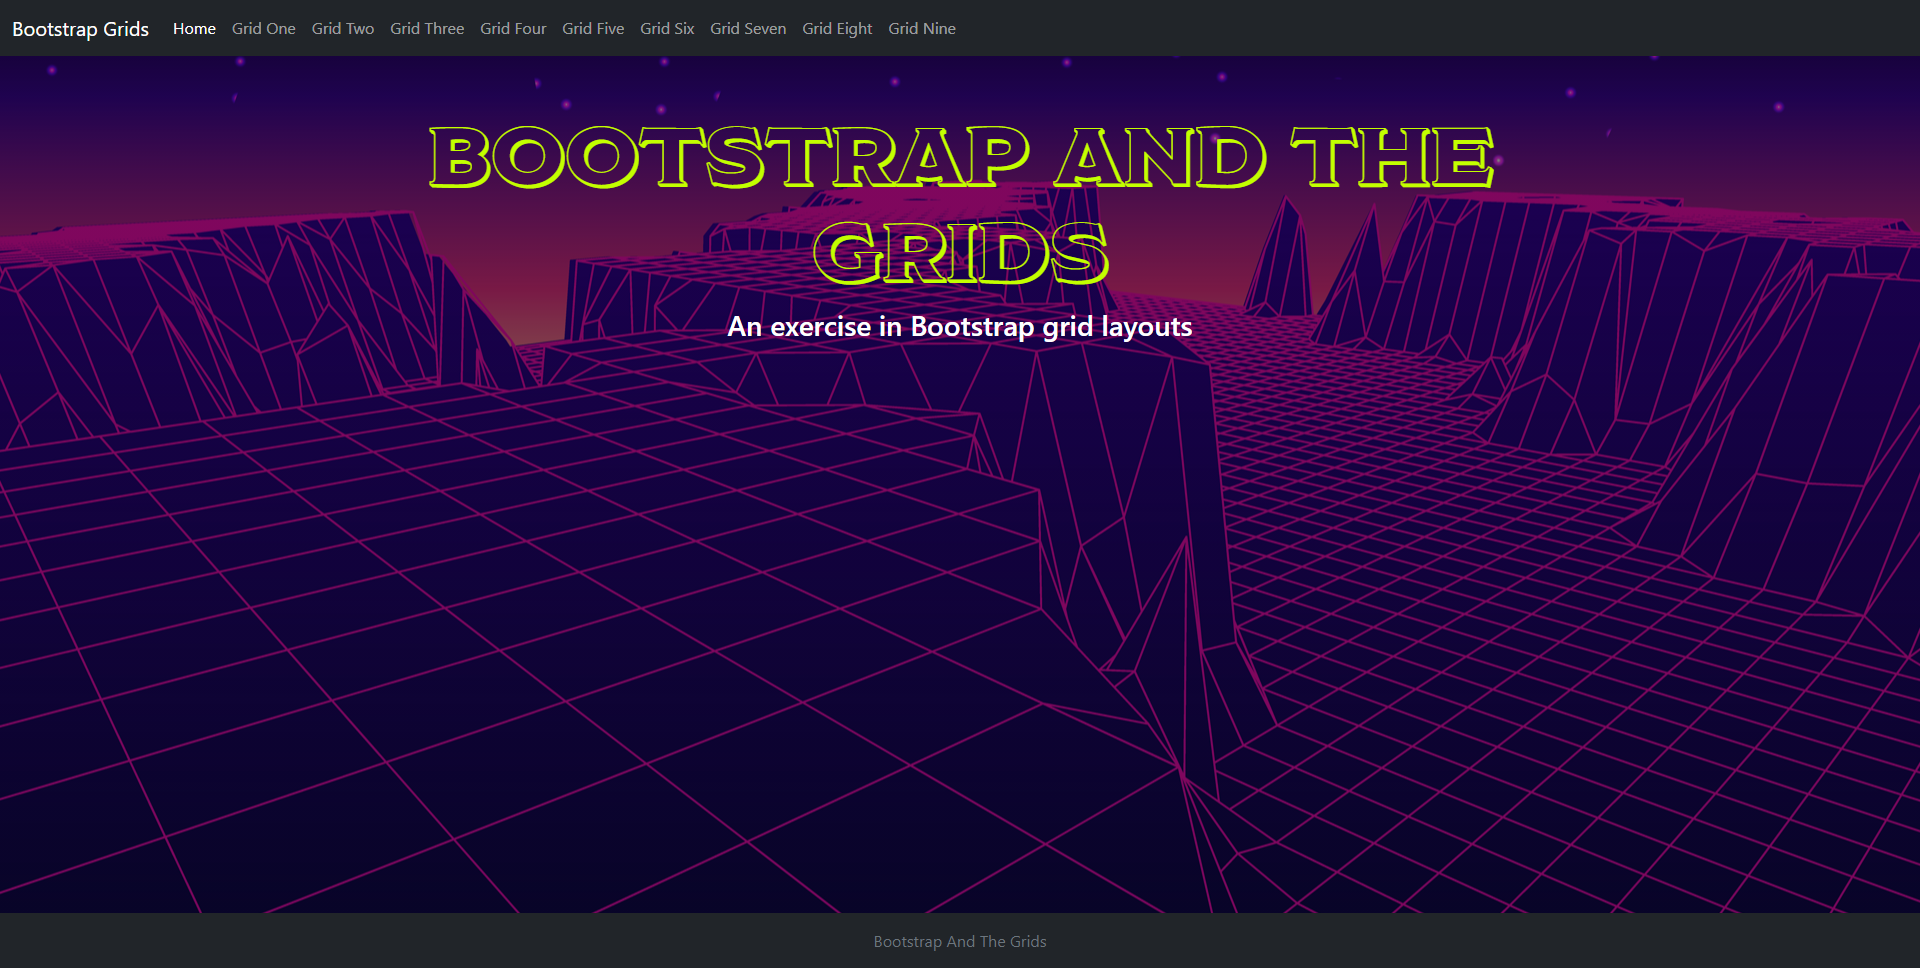 Bootstrap Grids Home Grid One Grid Two Grid Three Grid Four Grid Five Grid Six Grid Seven Grid Eight Grid Nine
BOOTSTRAP AND THE
GRIDS
An exercise in Bootstrap grid layouts
Bootstrap And The Grids